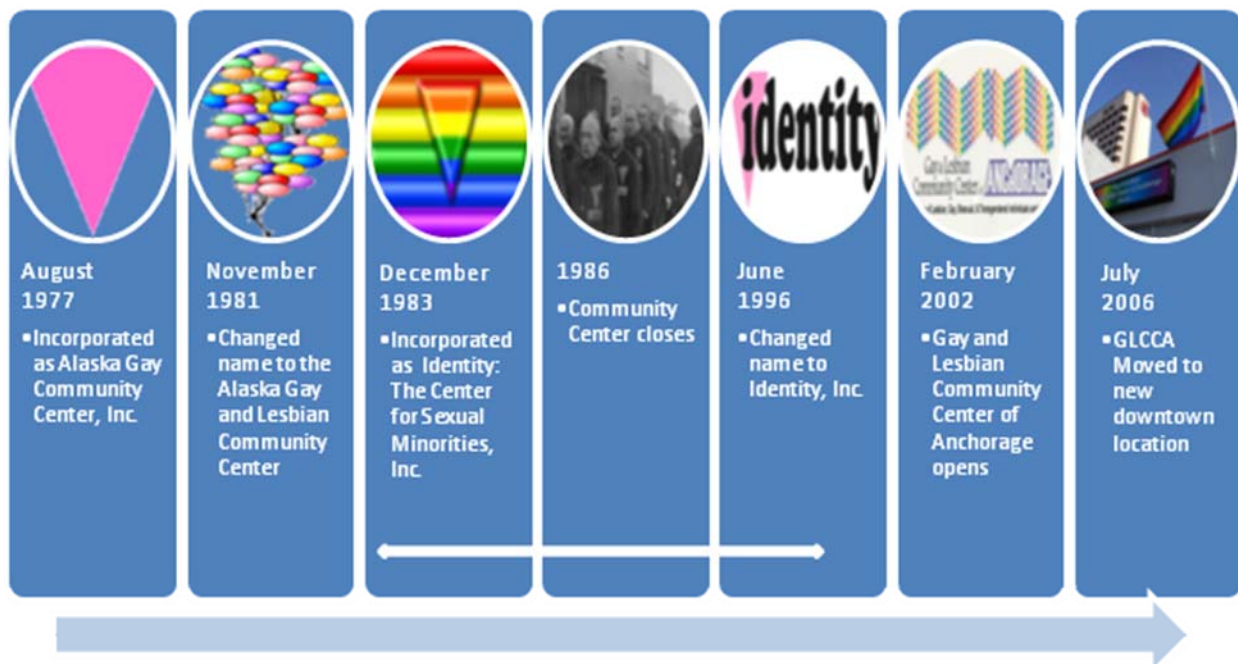 identity
Gay & Lesbian
Community Center of
ANCHORAGE
August
1977
▪Incorporated
as Alaska Gay
Community
Center, Inc.
November
1981
▪Changed
name to the
Alaska Gay
and Lesbian
Community
Center
December
1983
▪Incorporated
as Identity:
The Center
for Sexual
Minorities,
Inc.
1986
▪Community
Center closes
June
1996
▪Changed
name to
Identity, Inc.
February
2002
▪Gay and
Lesbian
Community
Center of
Anchorage
opens
July
2006
▪GLCCA
Moved to
new
downtown
location